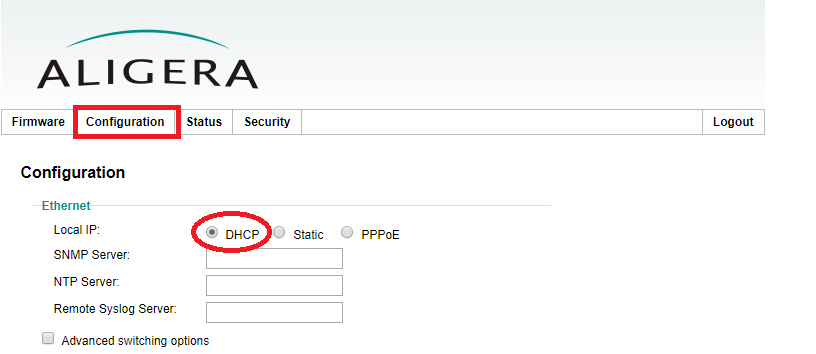 ALIGERA
Firmware Configuration Status Security Logout
Configuration
Ethernet
Local IP: DHCP Static PPPoE
SNMP Server:
NTP Server:
Remote Syslog Server:
Advanced switching options